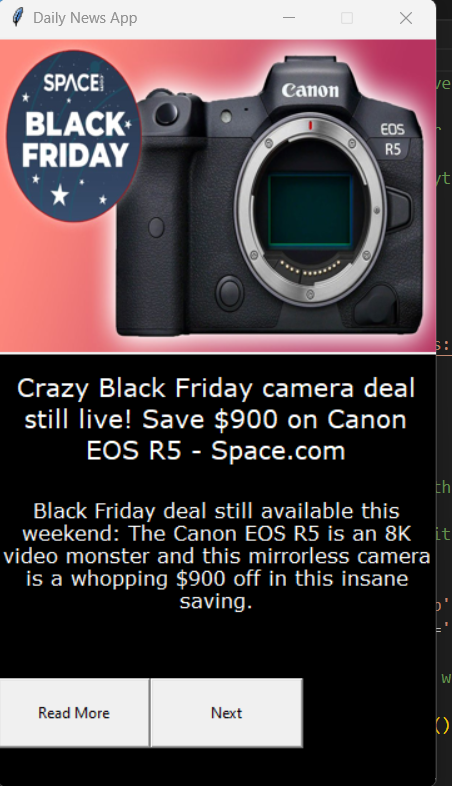 Daily News App
SPACE
BLACK
FRIDAY
Canon
EOS
R5
Crazy Black Friday camera deal
still live! Save $900 on Canon
EOS R5 - Space.com
Black Friday deal still available this
weekend: The Canon EOS R5 is an 8K
video monster and this mirrorless camera
is a whopping $900 off in this insane
saving.
Read More
Next